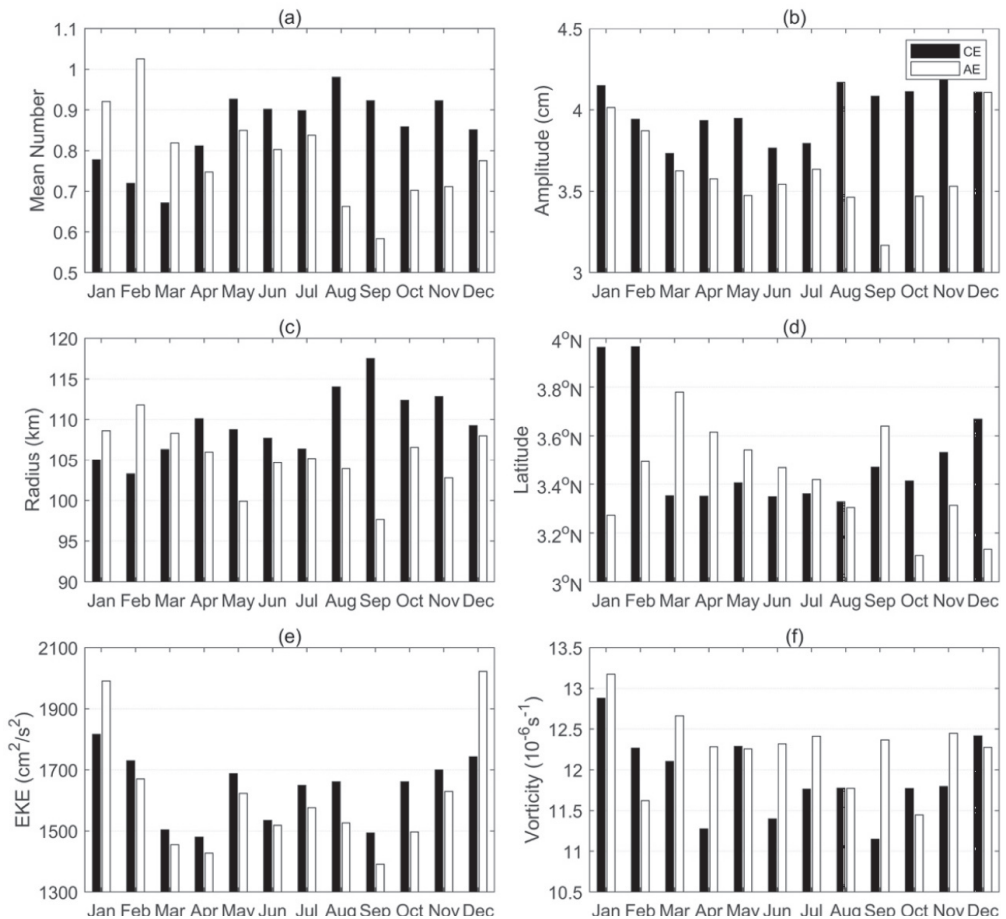 (a)
Mean Number
1.1
1
0.9
0.8
0.7
0.6
0.5
Jan Feb Mar Apr May Jun Jul Aug Sep Oct Nov Dec
(b)
Amplitude (cm)
4.5
4
3.5
3
CE
AE
Jan Feb Mar Apr May Jun Jul Aug Sep Oct Nov Dec
(c)
Radius (km)
120
115
110
105
100
95
90
Jan Feb Mar Apr May Jun Jul Aug Sep Oct Nov Dec
(d)
Latitude
4°N
3.8°N
3.6°N
3.4°N
3.2°N
3°N
Jan Feb Mar Apr May Jun Jul Aug Sep Oct Nov Dec
(e)
EKE (cm²/s²)
2100
1900
1700
1500
1300
Jan Feb Mar Apr May Jun Jul Aug Sep Oct Nov Dec
(f)
Vorticity (10⁻⁶s⁻¹)
13.5
13
12.5
12
11.5
11
10.5
Jan Feb Mar Apr May Jun Jul Aug Sep Oct Nov Dec